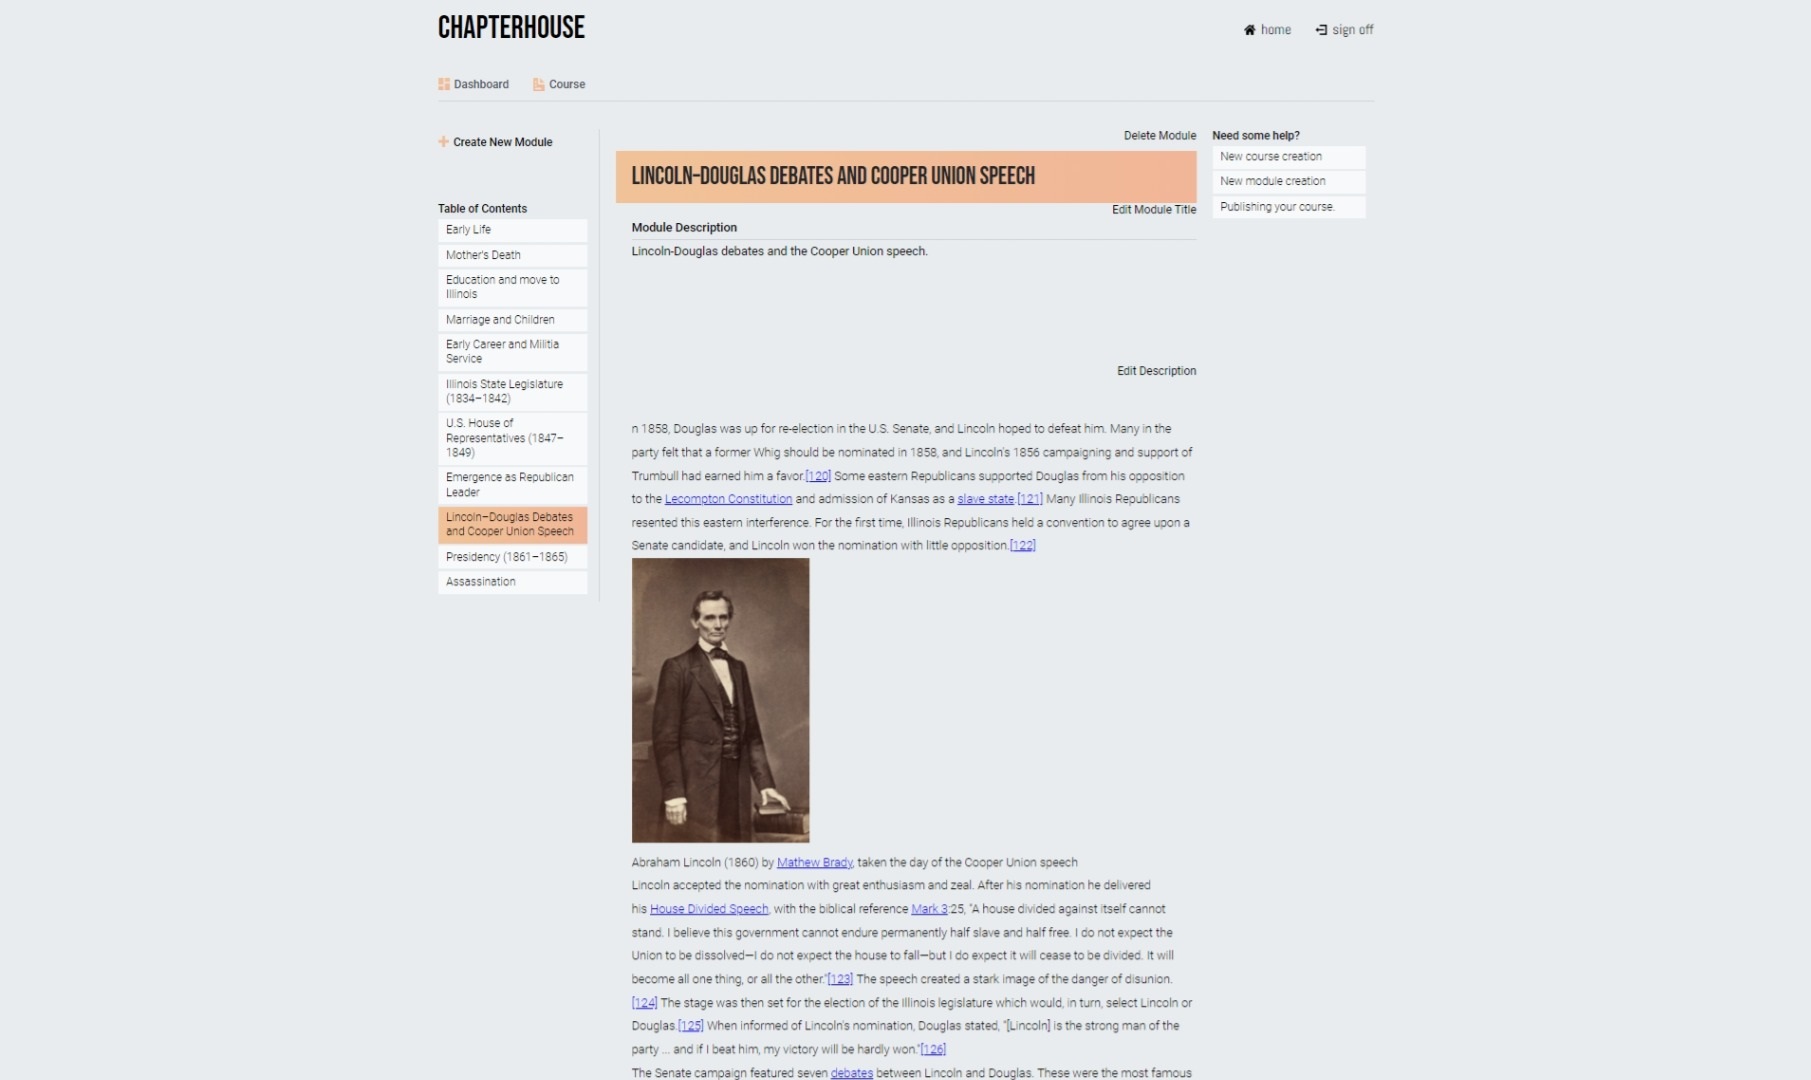 CHAPTERHOUSE
home
sign off
Dashboard
Course
Create New Module
Table of Contents
Early Life
Mother's Death
Education and move to
Illinois
Marriage and Children
Early Career and Militia
Service
Illinois State Legislature
(1834–1842)
U.S. House of
Representatives (1847–
1849)
Emergence as Republican
Leader
Lincoln–Douglas Debates
and Cooper Union Speech
Presidency (1861–1865)
Assassination
Delete Module
LINCOLN–DOUGLAS DEBATES AND COOPER UNION SPEECH
Edit Module Title
Module Description
Lincoln-Douglas debates and the Cooper Union speech.
Edit Description
n 1858, Douglas was up for re-election in the U.S. Senate, and Lincoln hoped to defeat him. Many in the
party felt that a former Whig should be nominated in 1858, and Lincoln's 1856 campaigning and support of
Trumbull had earned him a favor.[120] Some eastern Republicans supported Douglas from his opposition
to the Lecompton Constitution and admission of Kansas as a slave state.[121] Many Illinois Republicans
resented this eastern interference. For the first time, Illinois Republicans held a convention to agree upon a
Senate candidate, and Lincoln won the nomination with little opposition.[122]
Abraham Lincoln (1860) by Mathew Brady, taken the day of the Cooper Union speech
Lincoln accepted the nomination with great enthusiasm and zeal. After his nomination he delivered
his House Divided Speech, with the biblical reference Mark 3:25, "A house divided against itself cannot
stand. I believe this government cannot endure permanently half slave and half free. I do not expect the
Union to be dissolved—I do not expect the house to fall—but I do expect it will cease to be divided. It will
become all one thing, or all the other."[123] The speech created a stark image of the danger of disunion.
[124] The stage was then set for the election of the Illinois legislature which would, in turn, select Lincoln or
Douglas.[125] When informed of Lincoln's nomination, Douglas stated, "[Lincoln] is the strong man of the
party ... and if I beat him, my victory will be hardly won."[126]
The Senate campaign featured seven debates between Lincoln and Douglas. These were the most famous
Need some help?
New course creation
New module creation
Publishing your course.